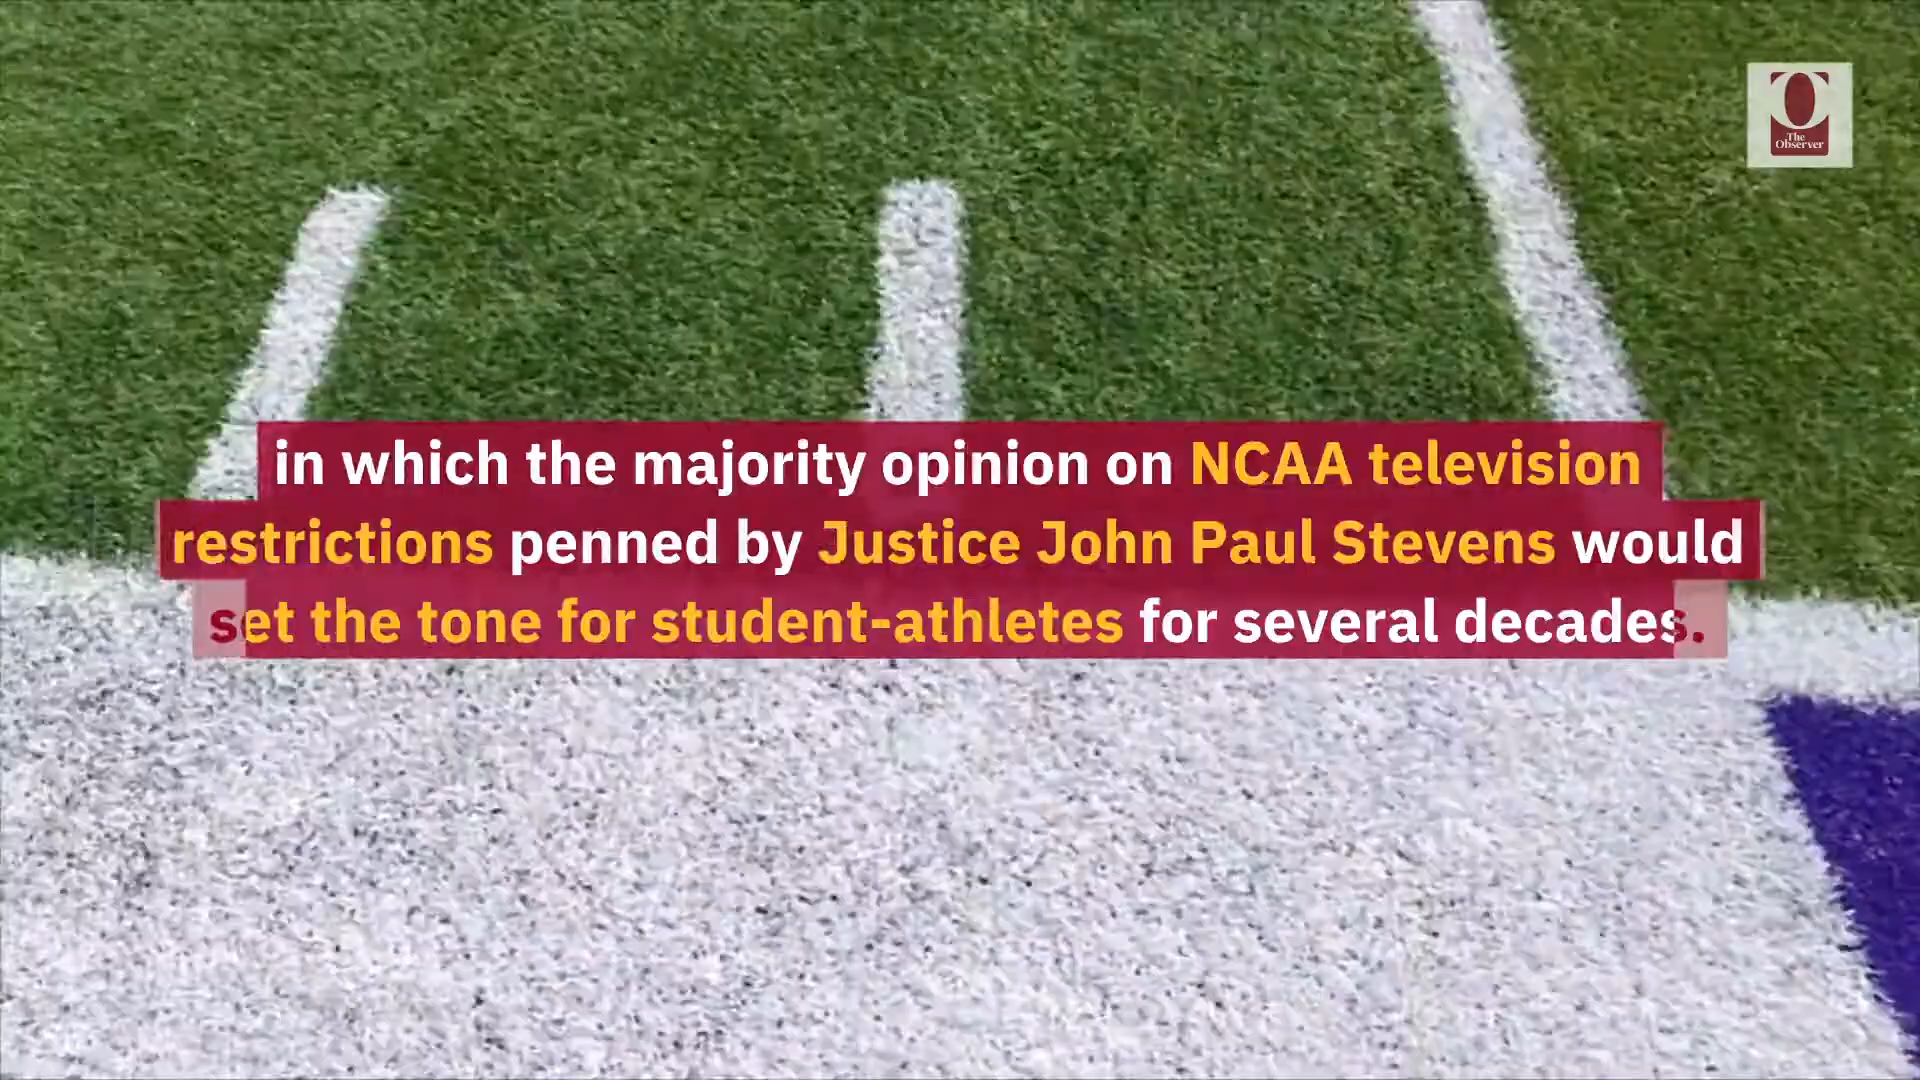 The
Observer
in which the majority opinion on NCAA television
restrictions penned by Justice John Paul Stevens would
set the tone for student-athletes for several decades.